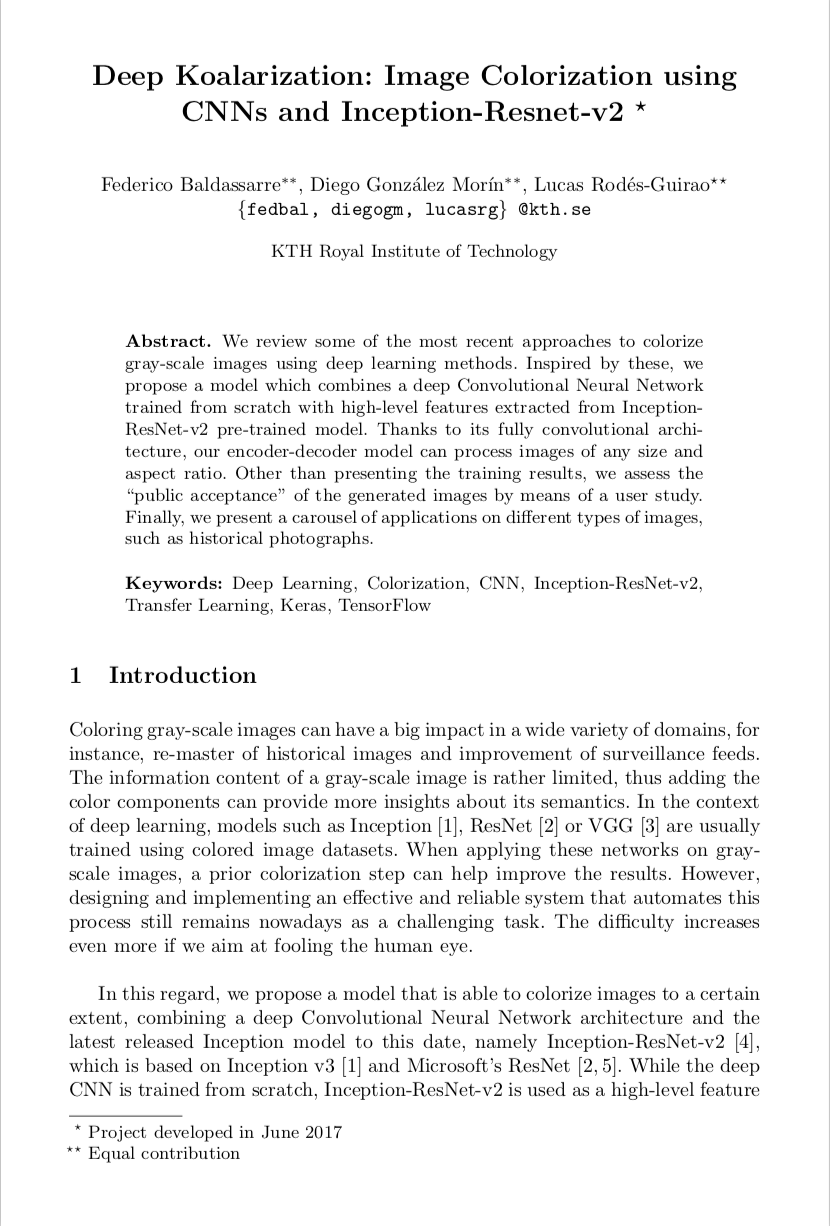 Deep Koalarization: Image Colorization using
CNNs and Inception-Resnet-v2 ⋆
Federico Baldassarre**, Diego González Morín**, Lucas Rodés-Guirao⋆⋆
{fedbal, diegogm, lucasrg} @kth.se
KTH Royal Institute of Technology
Abstract. We review some of the most recent approaches to colorize
gray-scale images using deep learning methods. Inspired by these, we
propose a model which combines a deep Convolutional Neural Network
trained from scratch with high-level features extracted from Inception-
ResNet-v2 pre-trained model. Thanks to its fully convolutional archi-
tecture, our encoder-decoder model can process images of any size and
aspect ratio. Other than presenting the training results, we assess the
“public acceptance” of the generated images by means of a user study.
Finally, we present a carousel of applications on different types of images,
such as historical photographs.
Keywords: Deep Learning, Colorization, CNN, Inception-ResNet-v2,
Transfer Learning, Keras, TensorFlow
1 Introduction
Coloring gray-scale images can have a big impact in a wide variety of domains, for
instance, re-master of historical images and improvement of surveillance feeds.
The information content of a gray-scale image is rather limited, thus adding the
color components can provide more insights about its semantics. In the context
of deep learning, models such as Inception [1], ResNet [2] or VGG [3] are usually
trained using colored image datasets. When applying these networks on gray-
scale images, a prior colorization step can help improve the results. However,
designing and implementing an effective and reliable system that automates this
process still remains nowadays as a challenging task. The difficulty increases
even more if we aim at fooling the human eye.
In this regard, we propose a model that is able to colorize images to a certain
extent, combining a deep Convolutional Neural Network architecture and the
latest released Inception model to this date, namely Inception-ResNet-v2 [4],
which is based on Inception v3 [1] and Microsoft's ResNet [2, 5]. While the deep
CNN is trained from scratch, Inception-ResNet-v2 is used as a high-level feature
⋆ Project developed in June 2017
⋆⋆ Equal contribution